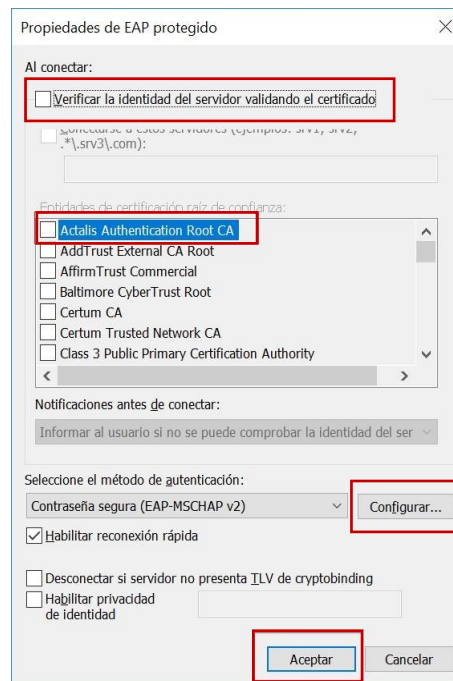 Propiedades de EAP protegido
Al conectar:
Verificar la identidad del servidor validando el certificado
Conectarse a estos servidores (ejemplos: srv1, srv2,
.*\.srv3\.com):
Entidades de certificación raíz de confianza:
Actalis Authentication Root CA
AddTrust External CA Root
AffirmTrust Commercial
Baltimore CyberTrust Root
Certum CA
Certum Trusted Network CA
Class 3 Public Primary Certification Authority
Notificaciones antes de conectar:
Informar al usuario si no se puede comprobar la identidad del ser
Seleccione el método de autenticación:
Contraseña segura (EAP-MSCHAP v2)
Configurar...
Habilitar reconexión rápida
Desconectar si servidor no presenta TLV de cryptobinding
Habilitar privacidad
de identidad
Aceptar
Cancelar